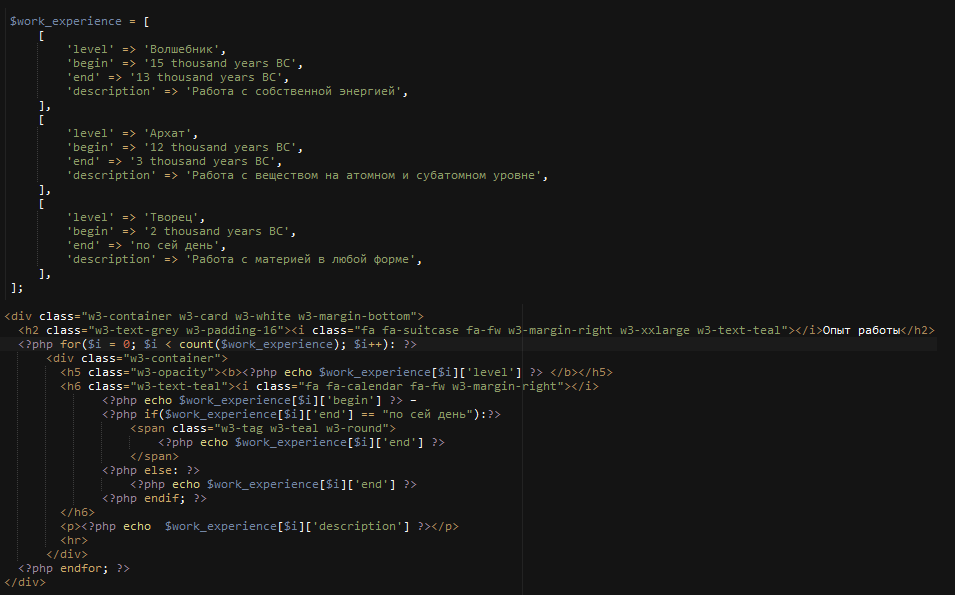 $work_experience = [
    [
        'level' => 'Волшебник',
        'begin' => '15 thousand years BC',
        'end' => '13 thousand years BC',
        'description' => 'Работа с собственной энергией',
    ],
    [
        'level' => 'Архат',
        'begin' => '12 thousand years BC',
        'end' => '3 thousand years BC',
        'description' => 'Работа с веществом на атомном и субатомном уровне',
    ],
    [
        'level' => 'Творец',
        'begin' => '2 thousand years BC',
        'end' => 'по сей день',
        'description' => 'Работа с материей в любой форме',
    ],
];
<div class="w3-container w3-card w3-white w3-margin-bottom">
  <h2 class="w3-text-grey w3-padding-16"><i class="fa fa-suitcase fa-fw w3-margin-right w3-xxlarge w3-text-teal"></i>Опыт работы</h2>
  <?php for($i = 0; $i < count($work_experience); $i++): ?>
      <div class="w3-container">
        <h5 class="w3-opacity"><b><?php echo $work_experience[$i]['level'] ?> </b></h5>
        <h6 class="w3-text-teal"><i class="fa fa-calendar fa-fw w3-margin-right"></i>
              <?php echo $work_experience[$i]['begin'] ?> –
              <?php if($work_experience[$i]['end'] == "по сей день"):?>
                  <span class="w3-tag w3-teal w3-round">
                      <?php echo $work_experience[$i]['end'] ?>
                  </span>
              <?php else: ?>
                  <?php echo $work_experience[$i]['end'] ?>
              <?php endif; ?>
        </h6>
        <p><?php echo  $work_experience[$i]['description'] ?></p>
        <hr>
      </div>
  <?php endfor; ?>
</div>